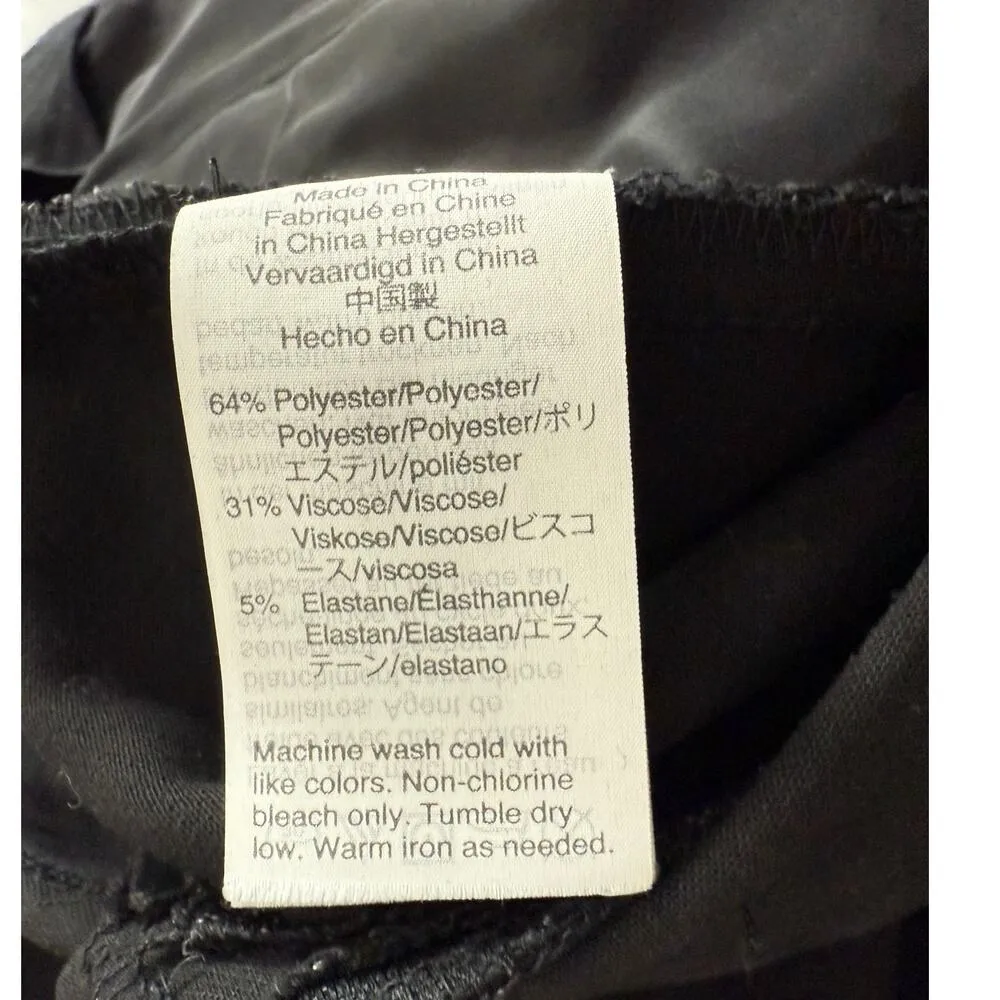 Made in China
Fabriqué en Chine
in China Hergestellt
Vervaardigd in China
中国製
Hecho en China
64% Polyester/Polyester/
Polyester/Polyester/ポリ
エステル/poliéster
31% Viscose/Viscose/
Viskose/Viscose/ビスコ
ース/viscosa
5% Elastane/Élasthanne/
Elastan/Elastaan/エラス
テーン/elastano
Machine wash cold with
like colors. Non-chlorine
bleach only. Tumble dry
low. Warm iron as needed.